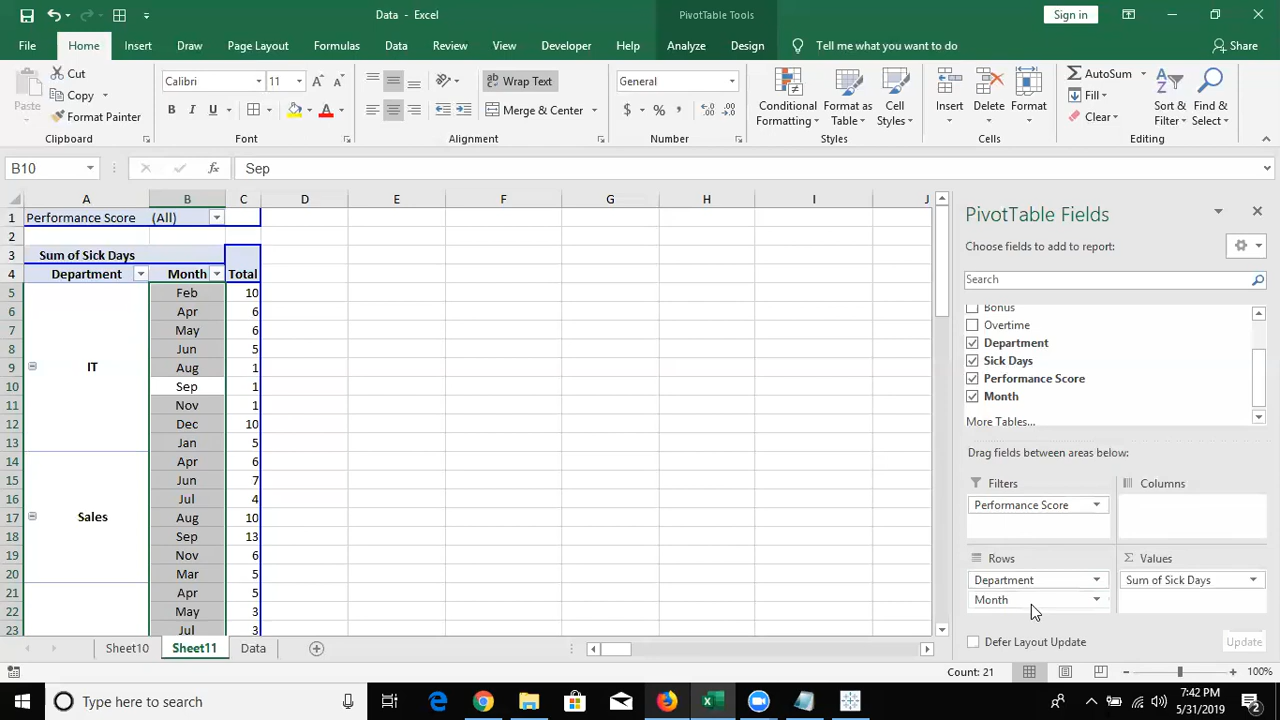 Data - Excel
PivotTable Tools
Sign in
File Home Insert Draw Page Layout Formulas Data Review View Developer Help Analyze Design Tell me what you want to do Share
Paste
Cut
Copy
Format Painter
Clipboard
Calibri 11
B I U
Font
Wrap Text
Merge & Center
Alignment
General
$ % ,
Number
Conditional Formatting
Format as Table
Cell Styles
Styles
Insert
Delete
Format
Cells
AutoSum
Fill
Clear
Sort & Filter
Find & Select
Editing
B10 fx Sep
A B C D E F G H I J
1 Performance Score (All)
2
3 Sum of Sick Days
4 Department Month Total
5 Feb 10
6 Apr 6
7 May 6
8 Jun 5
9 IT Aug 1
10 Sep 1
11 Nov 1
12 Dec 10
13 Jan 5
14 Apr 6
15 Jun 7
16 Jul 4
17 Sales Aug 10
18 Sep 13
19 Nov 6
20 Mar 5
21 Apr 5
22 May 3
23 Jul 3
PivotTable Fields
Choose fields to add to report:
Search
Bonus
Overtime
Department
Sick Days
Performance Score
Month
More Tables...
Drag fields between areas below:
Filters
Performance Score
Columns
Rows
Department
Month
Σ Values
Sum of Sick Days
Defer Layout Update
Update
Sheet10 Sheet11 Data
Count: 21
100%
Type here to search
7:42 PM
5/31/2019
2